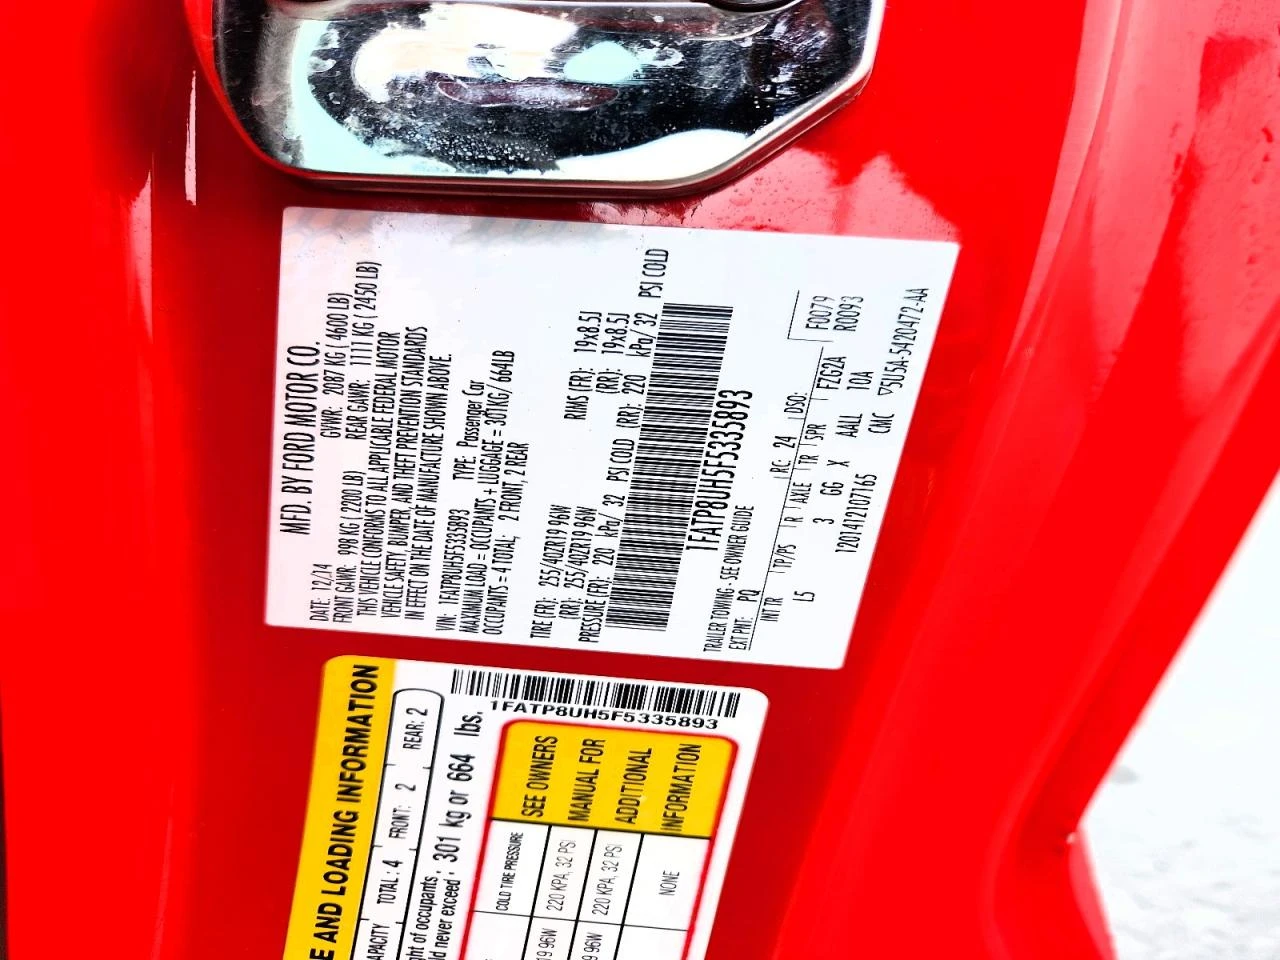 MFD. BY FORD MOTOR CO.
DATE: 12/14 GVWR: 2087 KG ( 4600 LB)
FRONT GAWR: 998 KG ( 2200 LB) REAR GAWR: 1111 KG ( 2450 LB)
THIS VEHICLE CONFORMS TO ALL APPLICABLE FEDERAL MOTOR
VEHICLE SAFETY, BUMPER, AND THEFT PREVENTION STANDARDS
IN EFFECT ON THE DATE OF MANUFACTURE SHOWN ABOVE.
VIN: 1FATP8UH5F5335893 TYPE: Passenger Car
MAXIMUM LOAD = OCCUPANTS + LUGGAGE = 301KG/ 664LB
OCCUPANTS = 4 TOTAL; 2 FRONT, 2 REAR
TIRE (FR): 255/40ZR19 96W RIMS (FR): 19x8.5J
(RR): 255/40ZR19 96W (RR): 19x8.5J
PRESSURE (FR): 220 kPa/ 32 PSI COLD (RR): 220 kPa/ 32 PSI COLD
1FATP8UH5F5335893
TRAILER TOWING - SEE OWNER GUIDE
EXT PNT: PQ RC: 24 DSO: F0079
R0093
INT TR TP/PS R AXLE TR SPR FZG2A
L5 3 GG X AALL 10A
1201412107165 CMC ▽5U5A-5420472-AA
E AND LOADING INFORMATION
APACITY TOTAL: 4 FRONT: 2 REAR: 2
ght of occupants
ld never exceed: 301 kg or 664 lbs.
1FATP8UH5F5335893
COLD TIRE PRESSURE
19 96W 220 KPA, 32 PSI
19 96W 220 KPA, 32 PSI
NONE
SEE OWNERS
MANUAL FOR
ADDITIONAL
INFORMATION